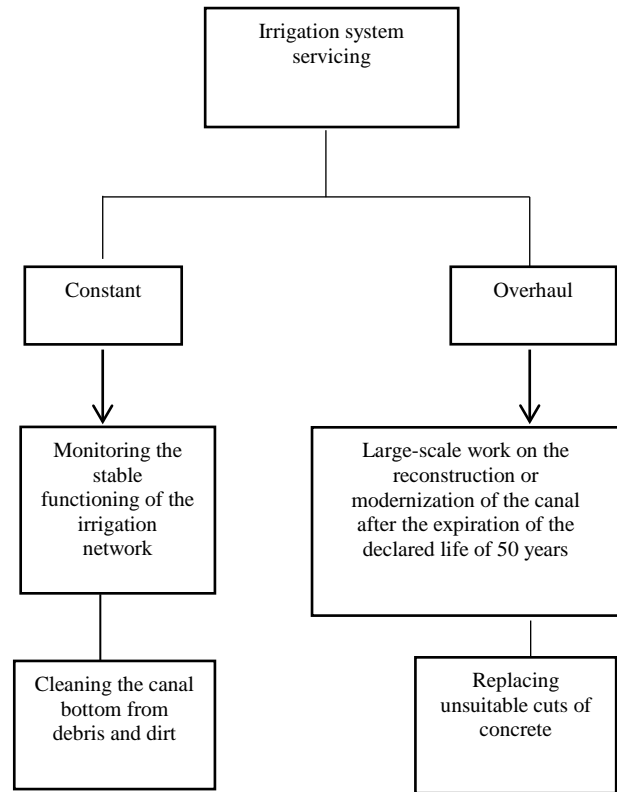 Irrigation system
servicing
Constant
Overhaul
Monitoring the
stable
functioning of the
irrigation
network
Large-scale work on the
reconstruction or
modernization of the canal
after the expiration of the
declared life of 50 years
Cleaning the canal
bottom from
debris and dirt
Replacing
unsuitable cuts of
concrete